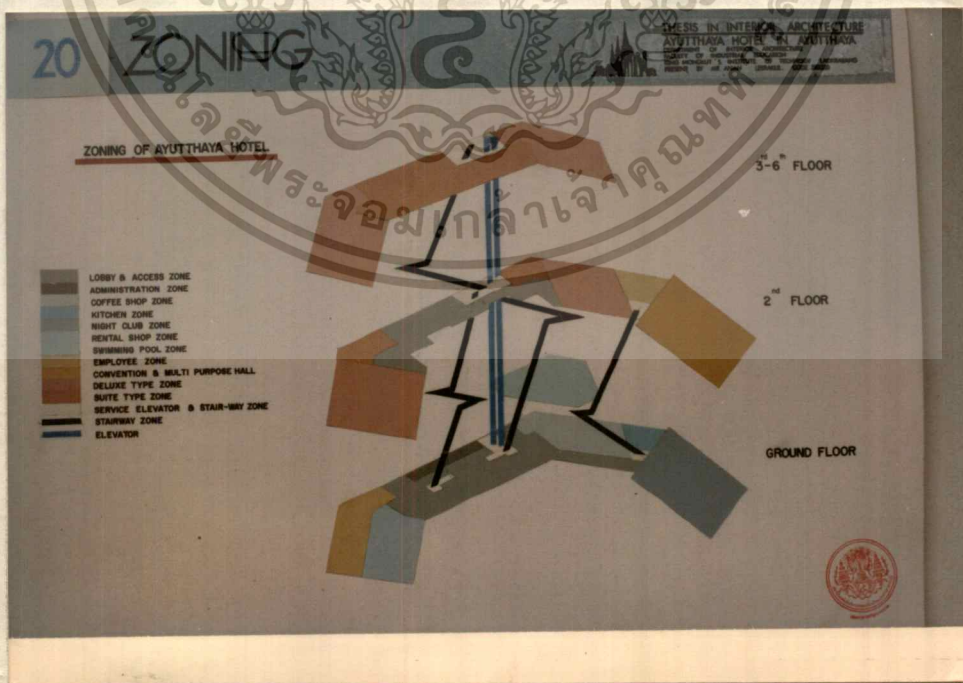 20 ZONING
THESIS IN INTERIOR ARCHITECTURE
AYUTTHAYA HOTEL IN AYUTTHAYA
ZONING OF AYUTTHAYA HOTEL
3rd-6th FLOOR
LOBBY & ACCESS ZONE
ADMINISTRATION ZONE
COFFEE SHOP ZONE
KITCHEN ZONE
NIGHT CLUB ZONE
RENTAL SHOP ZONE
SWIMMING POOL ZONE
EMPLOYEE ZONE
CONVENTION & MULTI PURPOSE HALL
DELUXE TYPE ZONE
SUITE TYPE ZONE
SERVICE ELEVATOR & STAIR-WAY ZONE
STAIRWAY ZONE
ELEVATOR
2nd FLOOR
GROUND FLOOR